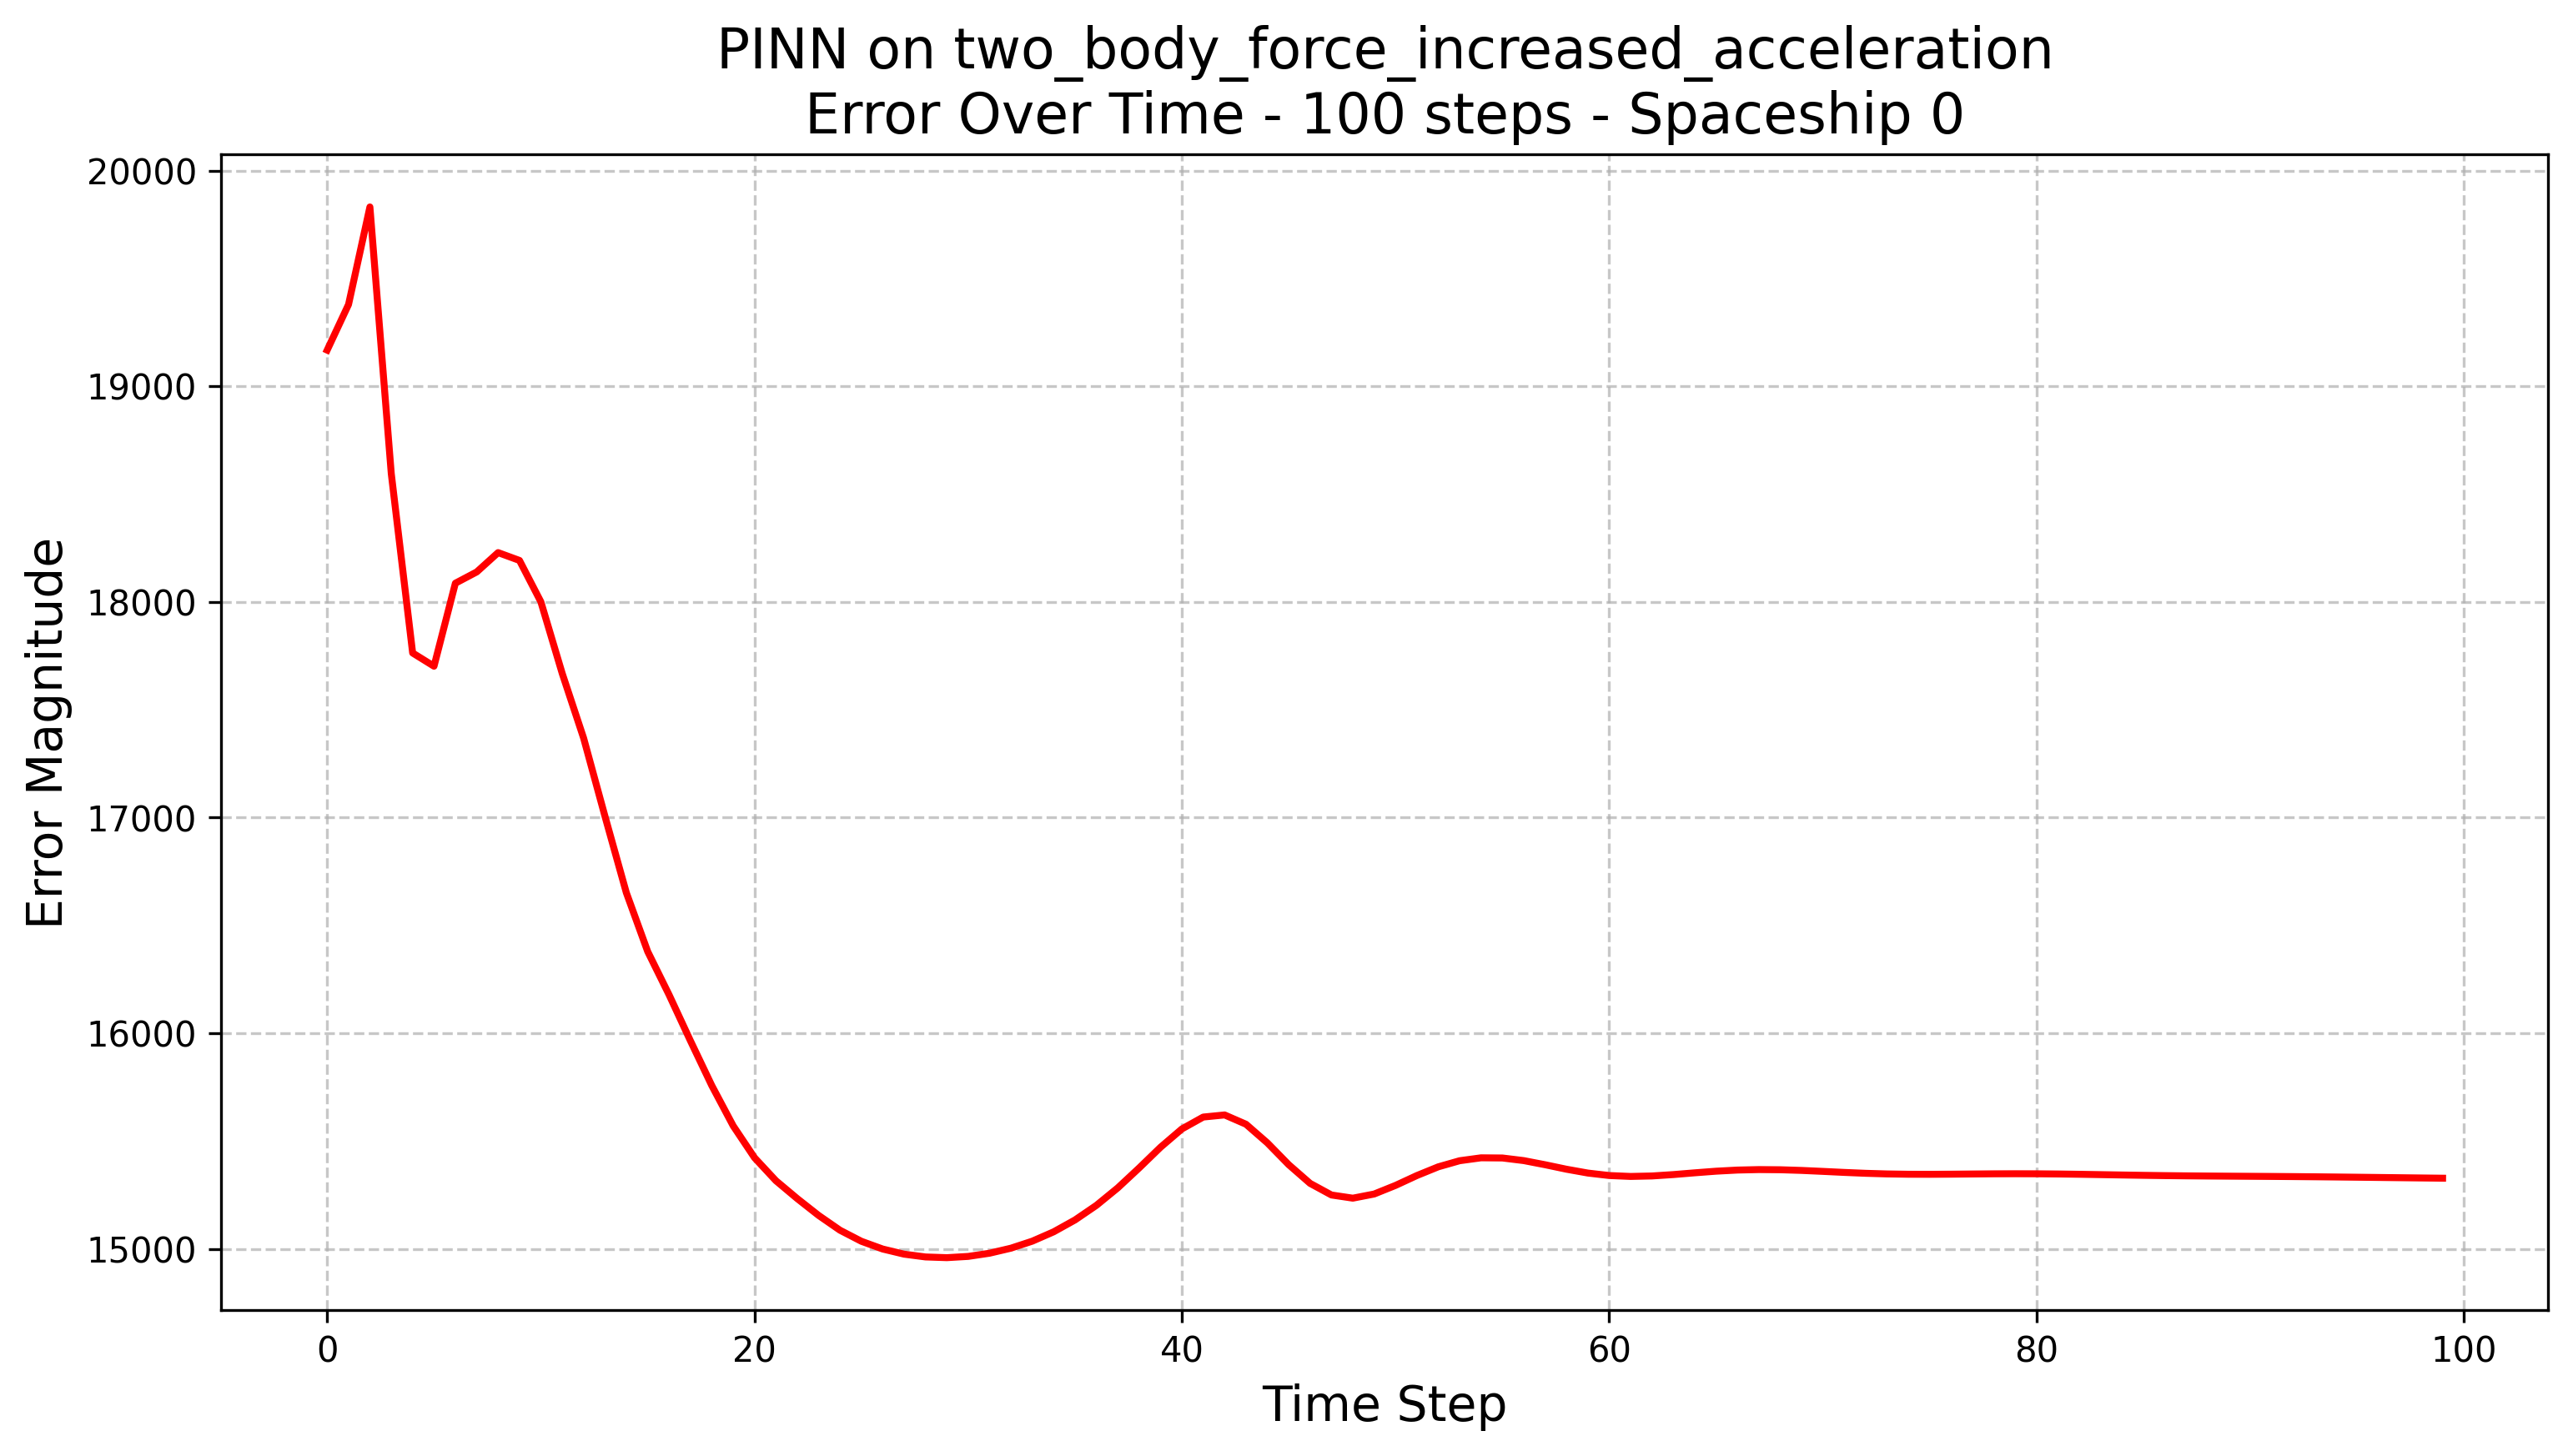 PINN on two_body_force_increased_acceleration
Error Over Time - 100 steps - Spaceship 0
20000
19000
18000
17000
16000
15000
Error Magnitude
0 20 40 60 80 100
Time Step